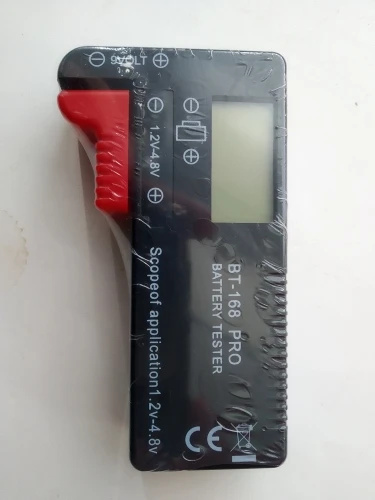 9VOLT
1.2V-4.8V
BT-168 PRO
BATTERY TESTER
Scopeof application1.2v-4.8v
CE